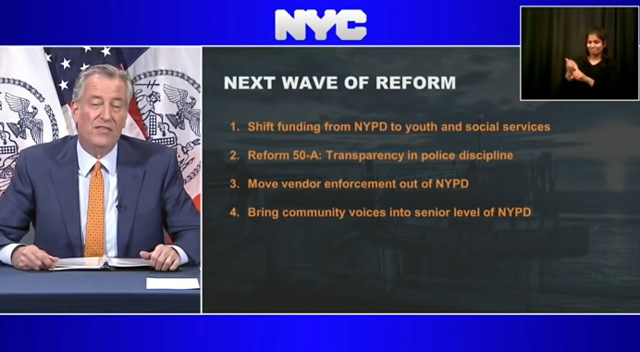 NYC
NEXT WAVE OF REFORM
1. Shift funding from NYPD to youth and social services
2. Reform 50-A: Transparency in police discipline
3. Move vendor enforcement out of NYPD
4. Bring community voices into senior level of NYPD